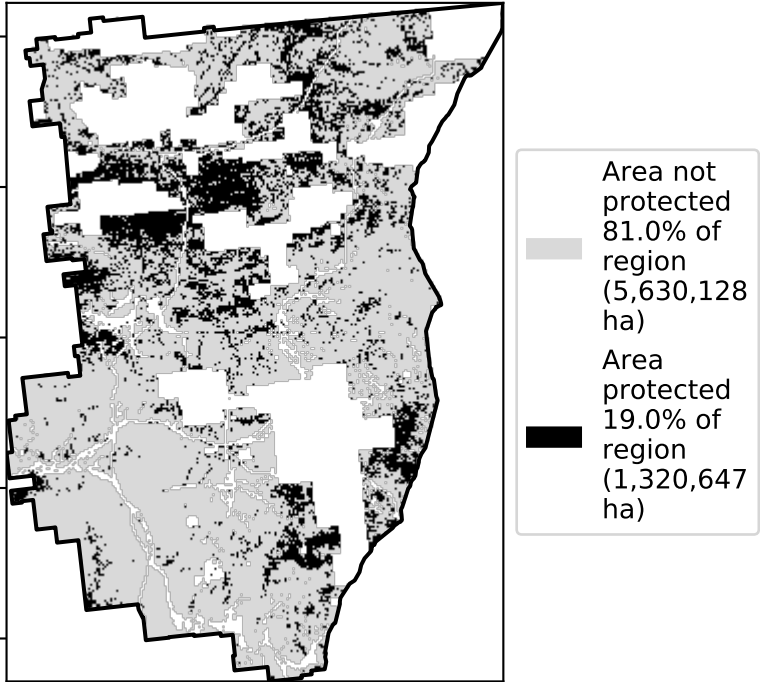 Area not
protected
81.0% of
region
(5,630,128
ha)
Area
protected
19.0% of
region
(1,320,647
ha)